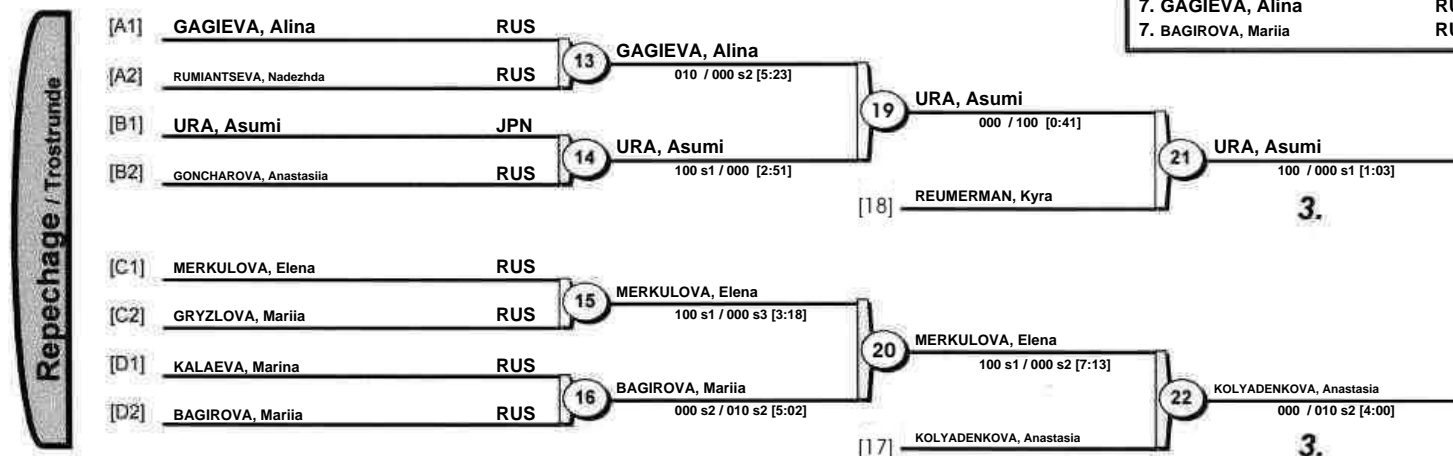 7. GAGIEVA, Alina RU
7. BAGIROVA, Mariia RU
Repechage / Trostrunde
[A1] GAGIEVA, Alina RUS
13 GAGIEVA, Alina
010 / 000 s2 [5:23]
[A2] RUMIANTSEVA, Nadezhda RUS
19 URA, Asumi
000 / 100 [0:41]
[B1] URA, Asumi JPN
14 URA, Asumi
100 s1 / 000 [2:51]
[B2] GONCHAROVA, Anastasiia RUS
21 URA, Asumi
100 / 000 s1 [1:03]
[18] REUMERMAN, Kyra
3.
[C1] MERKULOVA, Elena RUS
15 MERKULOVA, Elena
100 s1 / 000 s3 [3:18]
[C2] GRYZLOVA, Mariia RUS
20 MERKULOVA, Elena
100 s1 / 000 s2 [7:13]
[D1] KALAEVA, Marina RUS
16 BAGIROVA, Mariia
000 s2 / 010 s2 [5:02]
[D2] BAGIROVA, Mariia RUS
22 KOLYADENKOVA, Anastasia
000 / 010 s2 [4:00]
[17] KOLYADENKOVA, Anastasia
3.